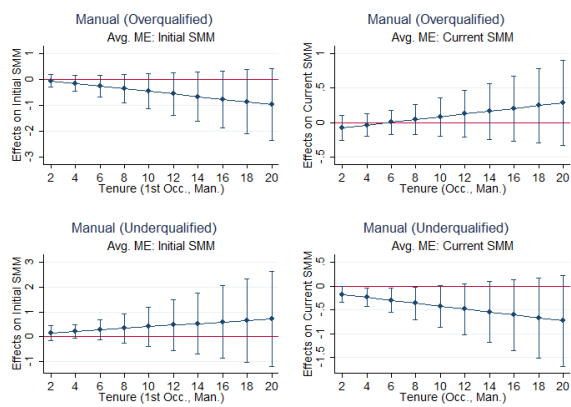 Manual (Overqualified)
Avg. ME: Initial SMM
Effects on Initial SMM
1
0
-1
-2
-3
2 4 6 8 10 12 14 16 18 20
Tenure (1st Occ., Man.)
Manual (Overqualified)
Avg. ME: Current SMM
Effects on Current SMM
1
.5
0
-.5
2 4 6 8 10 12 14 16 18 20
Tenure (1st Occ., Man.)
Manual (Underqualified)
Avg. ME: Initial SMM
Effects on Initial SMM
3
2
1
0
-1
2 4 6 8 10 12 14 16 18 20
Tenure (1st Occ., Man.)
Manual (Underqualified)
Avg. ME: Current SMM
Effects on Current SMM
.5
0
-.5
-1
-1.5
2 4 6 8 10 12 14 16 18 20
Tenure (1st Occ., Man.)